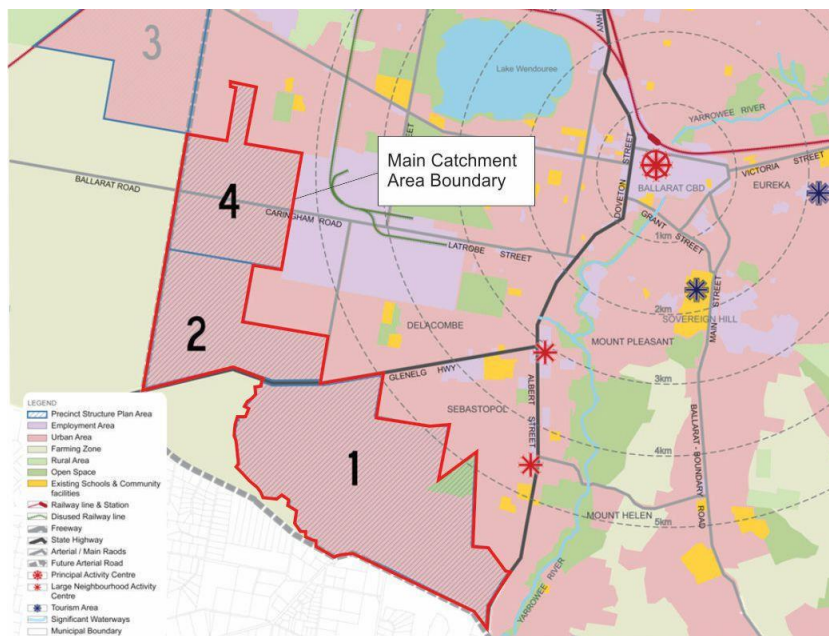 3
HWY
Lake Wendouree
YARROWEE RIVER
STREET
Main Catchment
Area Boundary
STREET
VICTORIA STREET
BALLARAT CBD
EUREKA
BALLARAT ROAD
4
DOVETON
CARINGHAM ROAD
GRANT STREET
LATROBE STREET
1km
STREET
2km
SOVEREIGN HILL
MAIN
DELACOMBE
MOUNT PLEASANT
2
GLENELG HWY
3km
ALBERT STREET
SEBASTOPOL
BALLARAT - BOUNDARY ROAD
4km
1
MOUNT HELEN
5km
YARROWEE RIVER
LEGEND
Precinct Structure Plan Area
Employment Area
Urban Area
Farming Zone
Rural Area
Open Space
Existing Schools & Community
facilities
Railway line & Station
Disused Railway line
Freeway
State Highway
Arterial / Main Raods
Future Arterial Road
Principal Activity Centre
Large Neighbourhood Activity
Centre
Tourism Area
Significant Waterways
Municipal Boundary